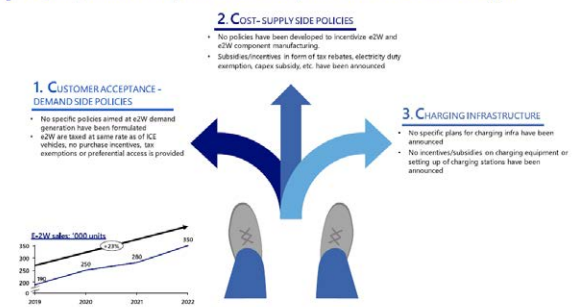 2. COST–SUPPLY SIDE POLICIES
• No policies have been developed to incentivize e2W and
e2W component manufacturing.
• Subsidies/incentives in form of tax rebates, electricity duty
exemption, capex subsidy, etc. have been announced
1. CUSTOMER ACCEPTANCE –
DEMAND SIDE POLICIES
• No specific policies aimed at e2W demand
generation have been formulated
• e2W are taxed at same rate as of ICE
vehicles, no purchase incentives, tax
exemptions or preferential access is provided
3. CHARGING INFRASTRUCTURE
• No specific plans for charging infra have been
announced
• No incentives/subsidies on charging equipment or
setting up of charging stations have been
announced
E-2W sales; '000 units
+23%
350
300
250
200
0
190
250
280
350
2019 2020 2021 2022